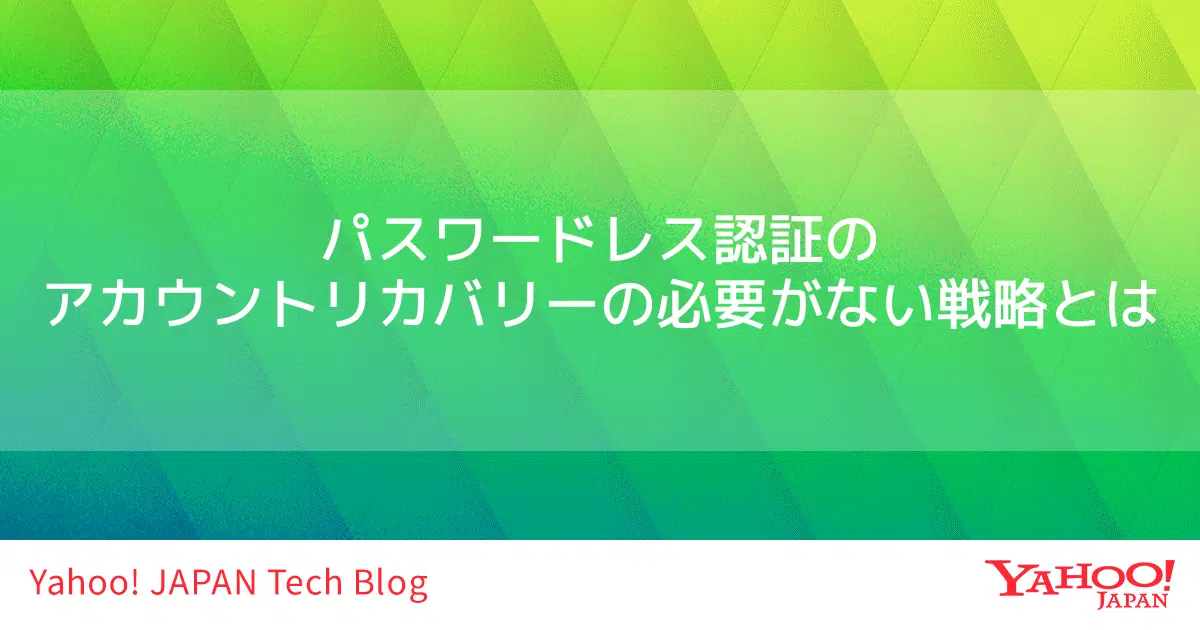 パスワードレス認証の
アカウントリカバリーの必要がない戦略とは
Yahoo! JAPAN Tech Blog
YAHOO!
JAPAN